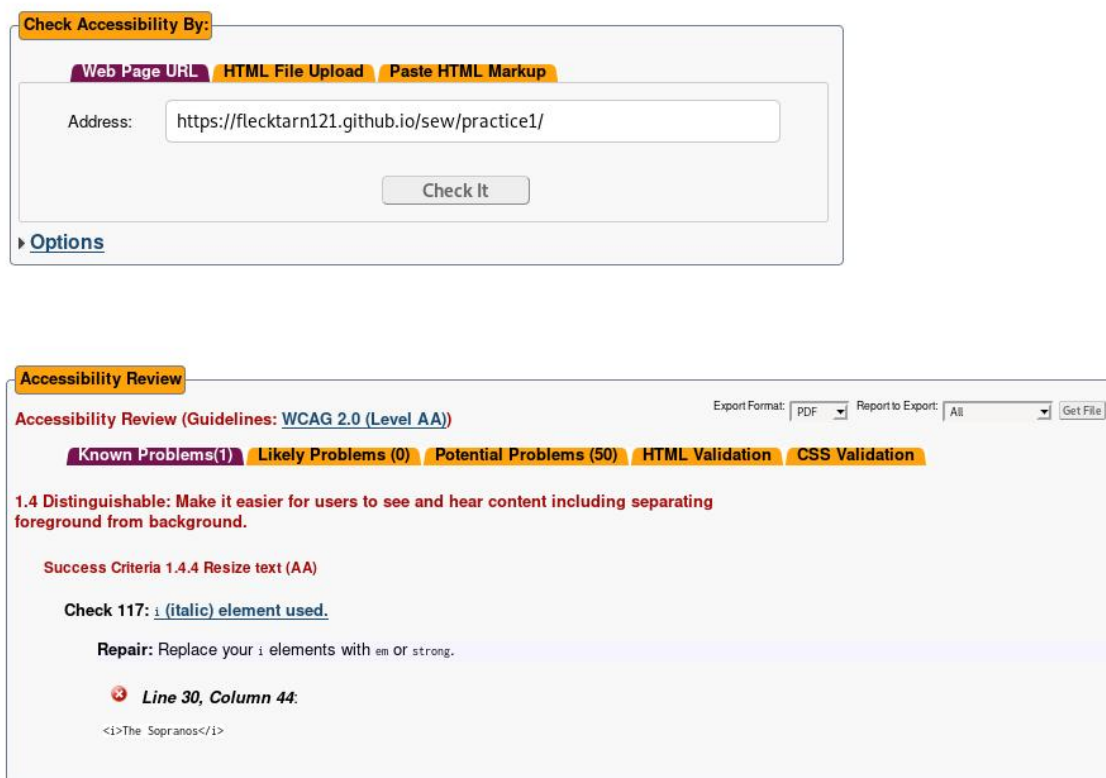 Check Accessibility By:
Web Page URL HTML File Upload Paste HTML Markup
Address: https://flecktarn121.github.io/sew/practice1/
Check It
Options
Accessibility Review
Accessibility Review (Guidelines: WCAG 2.0 (Level AA)) Export Format: PDF Report to Export: All Get File
Known Problems(1) Likely Problems (0) Potential Problems (50) HTML Validation CSS Validation
1.4 Distinguishable: Make it easier for users to see and hear content including separating
foreground from background.
Success Criteria 1.4.4 Resize text (AA)
Check 117: i (italic) element used.
Repair: Replace your i elements with em or strong.
Line 30, Column 44:
<i>The Sopranos</i>